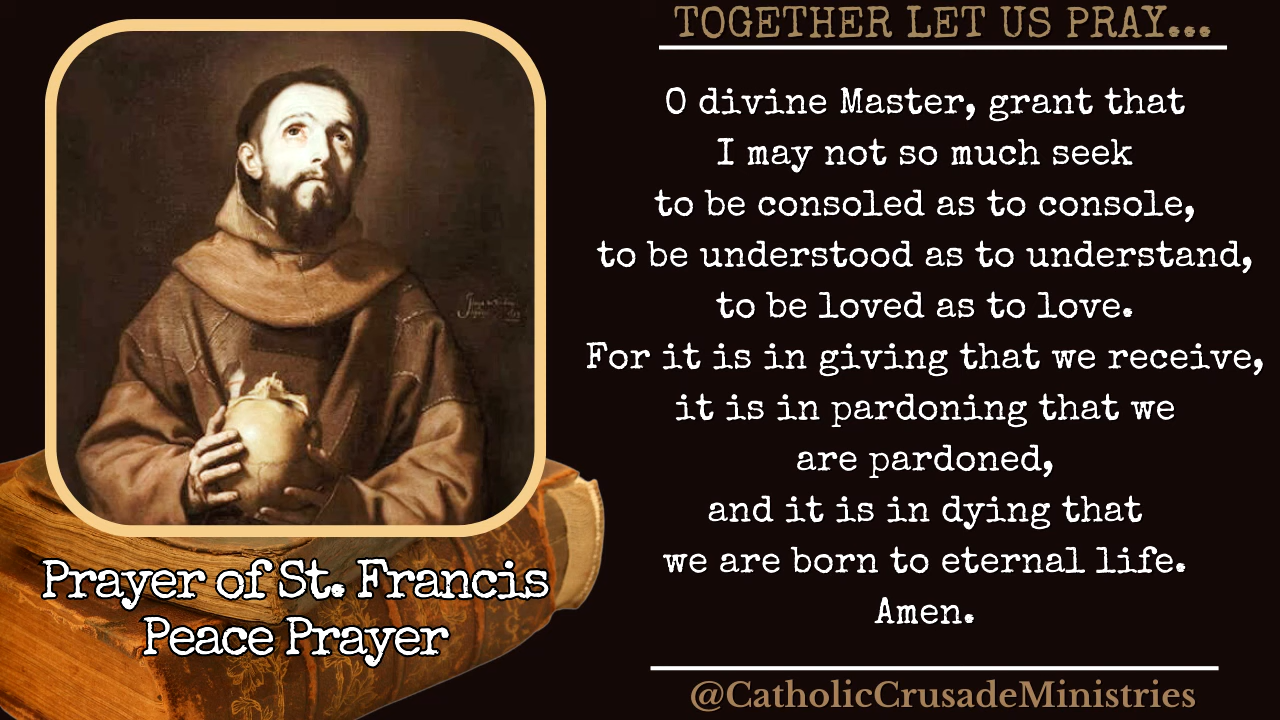 TOGETHER LET US PRAY...
O divine Master, grant that
I may not so much seek
to be consoled as to console,
to be understood as to understand,
to be loved as to love.
For it is in giving that we receive,
it is in pardoning that we
are pardoned,
and it is in dying that
we are born to eternal life.
Amen.
Prayer of St. Francis
Peace Prayer
@CatholicCrusadeMinistries